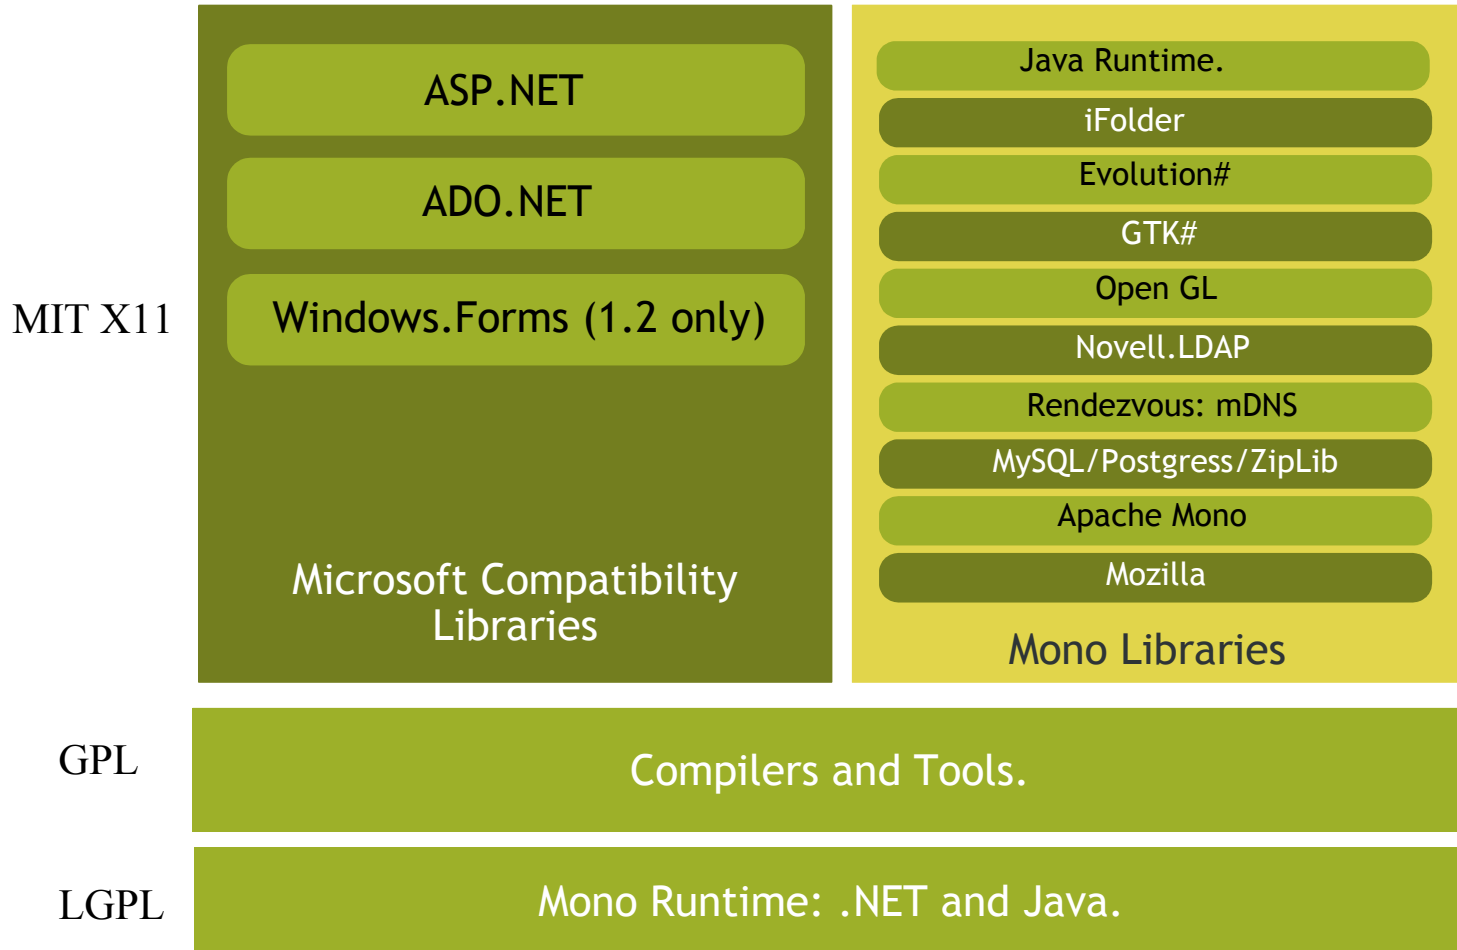 ASP.NET
ADO.NET
Windows.Forms (1.2 only)
Microsoft Compatibility
Libraries
Java Runtime.
iFolder
Evolution#
GTK#
Open GL
Novell.LDAP
Rendezvous: mDNS
MySQL/Postgress/ZipLib
Apache Mono
Mozilla
Mono Libraries
MIT X11
GPL
Compilers and Tools.
LGPL
Mono Runtime: .NET and Java.